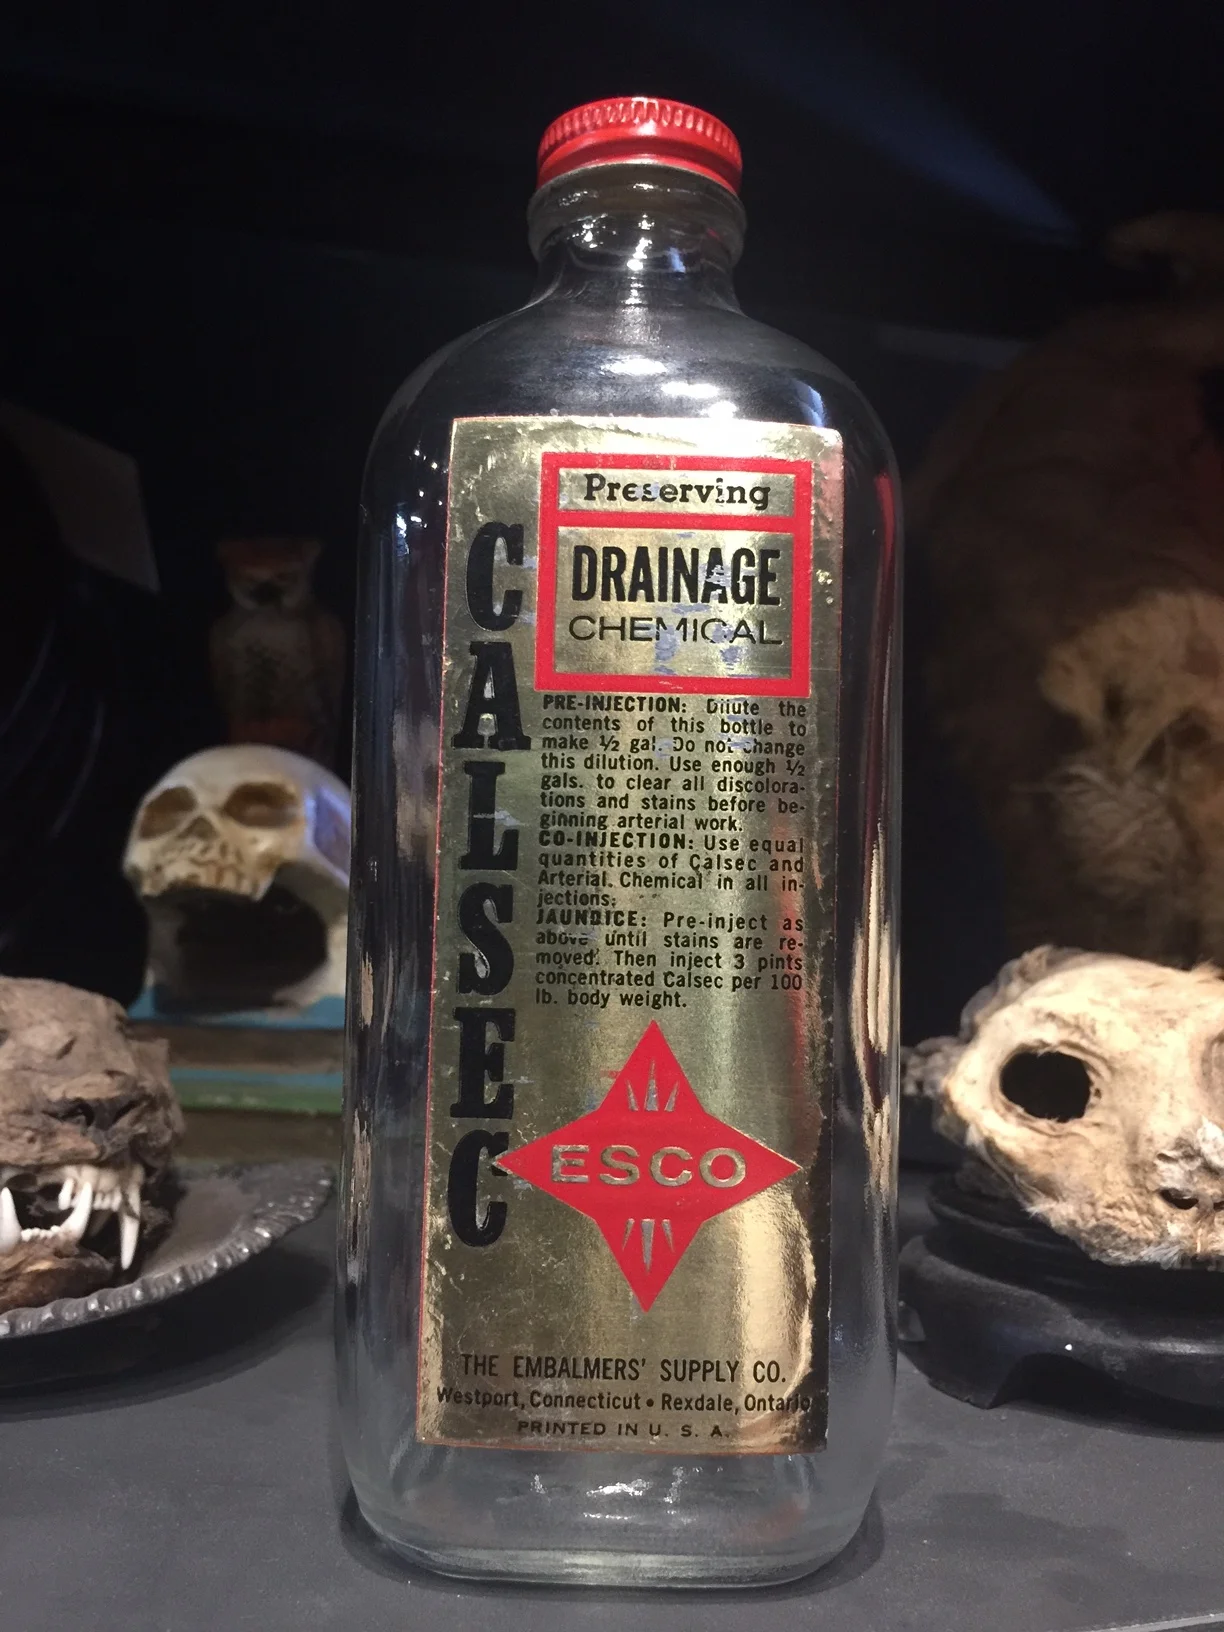 Preserving
DRAINAGE
CHEMICAL
CALSEC
PRE-INJECTION: Dilute the
contents of this bottle to
make ½ gal. Do not change
this dilution. Use enough ½
gals. to clear all discolora-
tions and stains before be-
ginning arterial work.
CO-INJECTION: Use equal
quantities of Calsec and
Arterial Chemical in all in-
jections.
JAUNDICE: Pre-inject as
above until stains are re-
moved. Then inject 3 pints
concentrated Calsec per 100
lb. body weight.
ESCO
THE EMBALMERS' SUPPLY CO.
Westport, Connecticut • Rexdale, Ontario
PRINTED IN U. S. A.